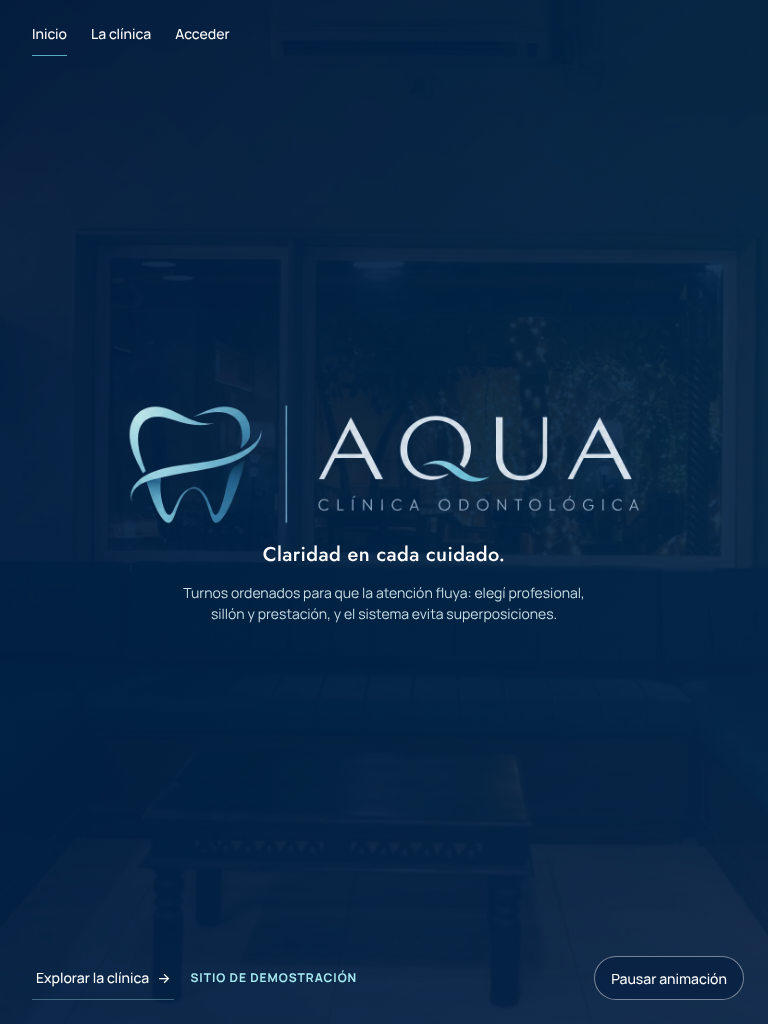 Inicio La clínica Acceder
AQUA
CLÍNICA ODONTOLÓGICA
Claridad en cada cuidado.
Turnos ordenados para que la atención fluya: elegí profesional,
sillón y prestación, y el sistema evita superposiciones.
Explorar la clínica → SITIO DE DEMOSTRACIÓN Pausar animación